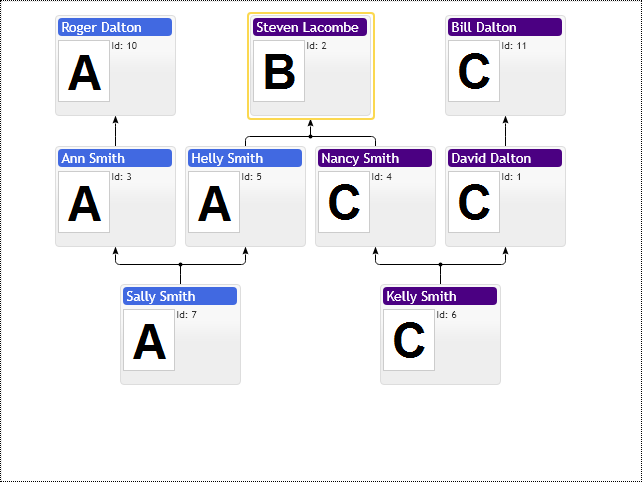 Roger Dalton
A
Id: 10
Steven Lacombe
B
Id: 2
Bill Dalton
C
Id: 11
Ann Smith
A
Id: 3
Helly Smith
A
Id: 5
Nancy Smith
C
Id: 4
David Dalton
C
Id: 1
Sally Smith
A
Id: 7
Kelly Smith
C
Id: 6